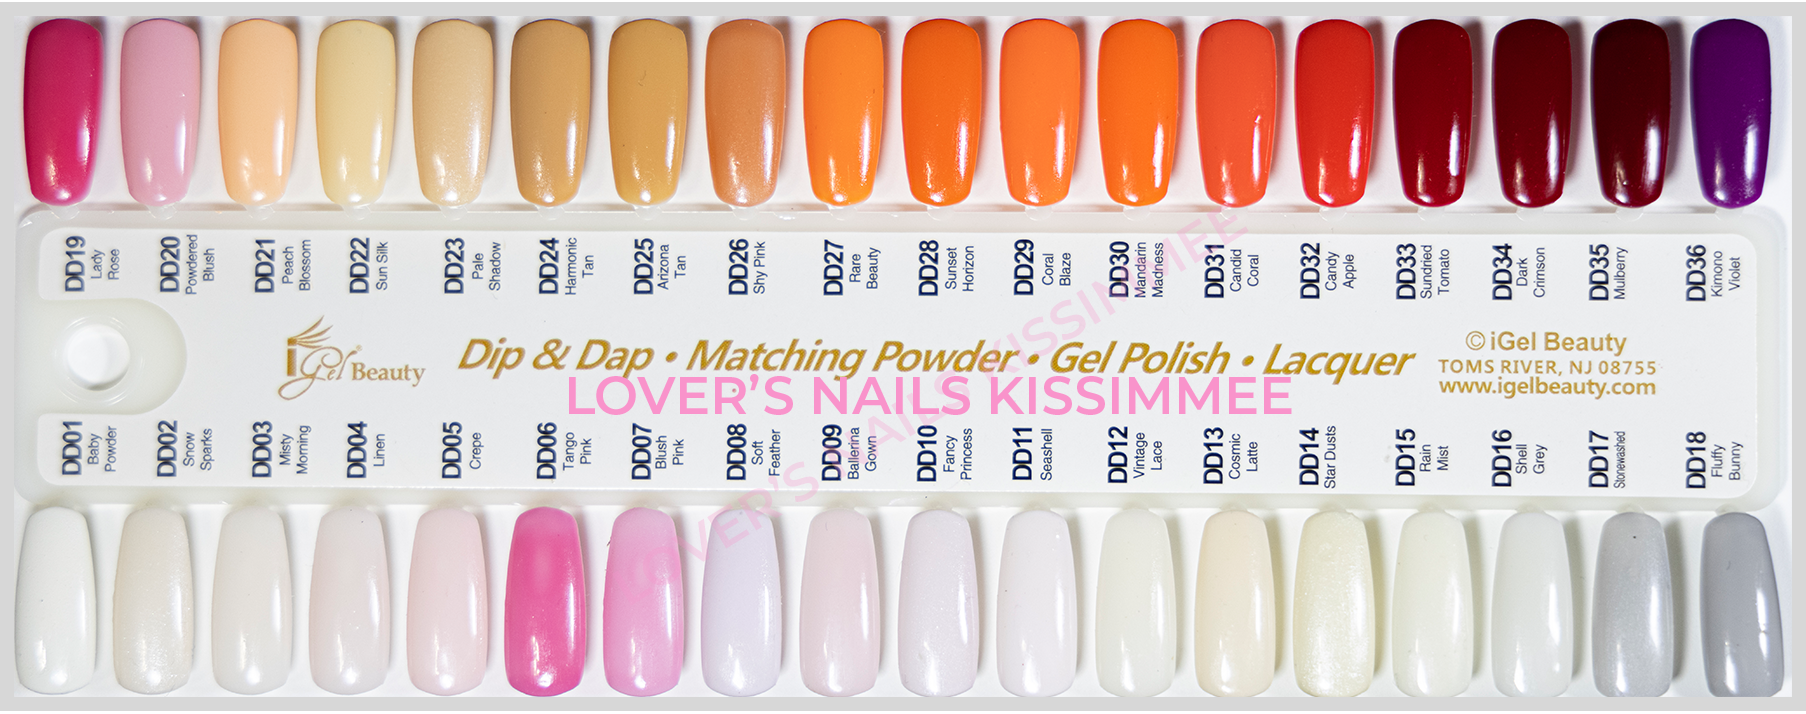 DD19
Lady
Rose
DD20
Powdered
Blush
DD21
Peach
Blossom
DD22
Sun Silk
DD23
Pale
Shadow
DD24
Harmonic
Tan
DD25
Arizona
Tan
DD26
Shy Pink
DD27
Rare
Beauty
DD28
Sunset
Horizon
DD29
Coral
Blaze
DD30
Mandarin
Madness
DD31
Candid
Coral
DD32
Candy
Apple
DD33
Sundried
Tomato
DD34
Dark
Crimson
DD35
Mulberry
DD36
Kimono
Violet
iGel Beauty®
Dip & Dap • Matching Powder • Gel Polish • Lacquer
© iGel Beauty
TOMS RIVER, NJ 08755
www.igelbeauty.com
LOVER'S NAILS KISSIMMEE
LOVER'S NAILS KISSIMMEE
DD01
Baby
Powder
DD02
Snow
Sparks
DD03
Misty
Morning
DD04
Linen
DD05
Crepe
DD06
Tango
Pink
DD07
Blush
Pink
DD08
Soft
Feather
DD09
Ballerina
Gown
DD10
Fancy
Princess
DD11
Seashell
DD12
Vintage
Lace
DD13
Cosmic
Latte
DD14
Star Dusts
DD15
Rain
Mist
DD16
Shell
Grey
DD17
Stonewashed
DD18
Fluffy
Bunny